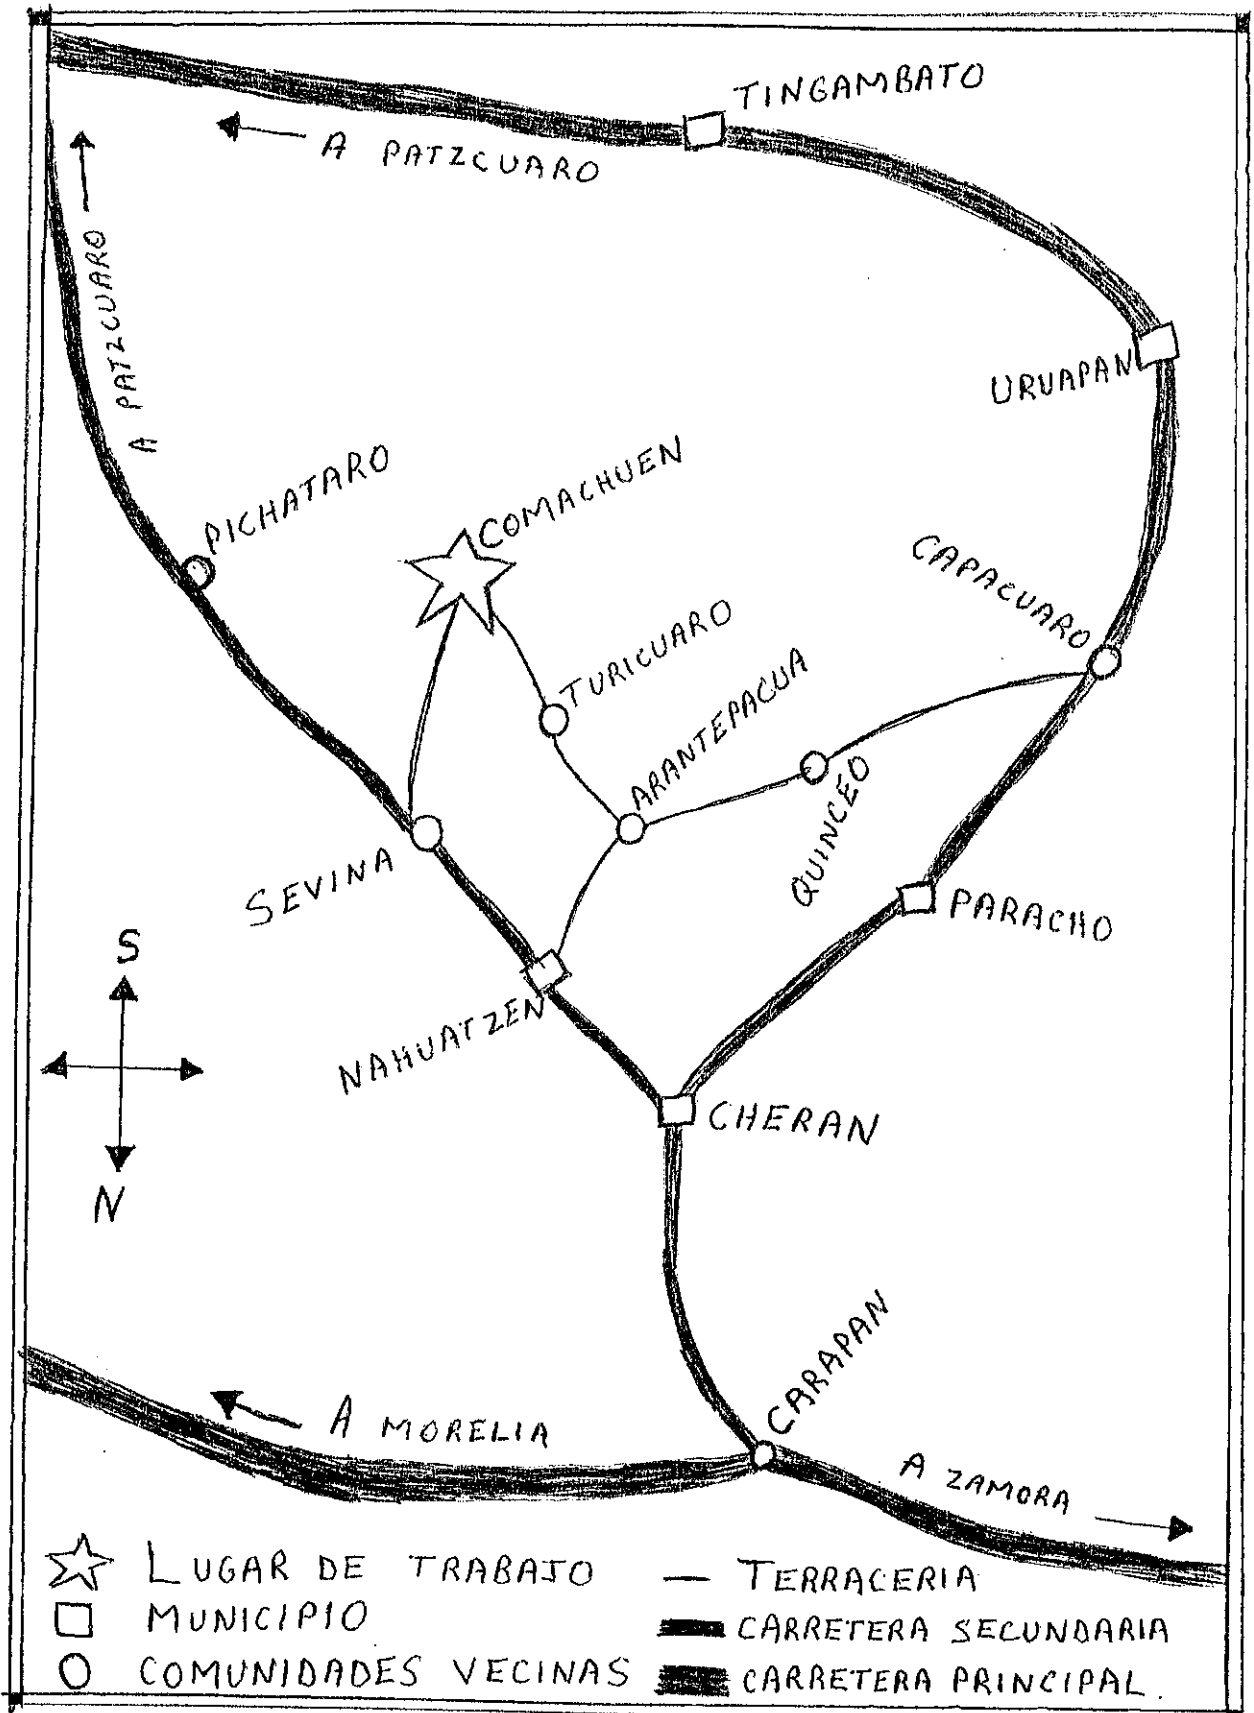 TINGAMBATO
A PATZCUARO
A PATZCUARO
URUAPAN
PICHATARO
COMACHUEN
CAPACUARO
TURICUARO
ARANTEPACUA
QUINCEO
SEVINA
PARACHO
S
NAHUATZEN
CHERAN
N
CARAPAN
A MORELIA
A ZAMORA
LUGAR DE TRABAJO
MUNICIPIO
COMUNIDADES VECINAS
TERRACERIA
CARRETERA SECUNDARIA
CARRETERA PRINCIPAL.